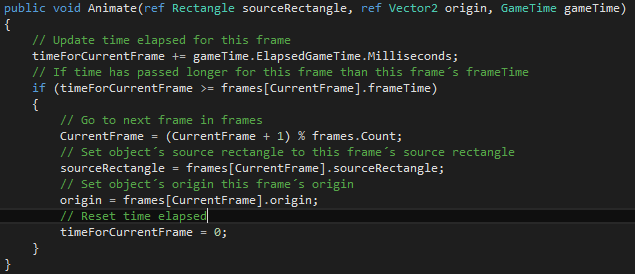 public void Animate(ref Rectangle sourceRectangle, ref Vector2 origin, GameTime gameTime)
{
// Update time elapsed for this frame
timeForCurrentFrame += gameTime.ElapsedGameTime.Milliseconds;
// If time has passed longer for this frame than this frame´s frameTime
if (timeForCurrentFrame >= frames[CurrentFrame].frameTime)
{
// Go to next frame in frames
CurrentFrame = (CurrentFrame + 1) % frames.Count;
// Set object´s source rectangle to this frame´s source rectangle
sourceRectangle = frames[CurrentFrame].sourceRectangle;
// Set object´s origin this frame´s origin
origin = frames[CurrentFrame].origin;
// Reset time elapsed
timeForCurrentFrame = 0;
}
}